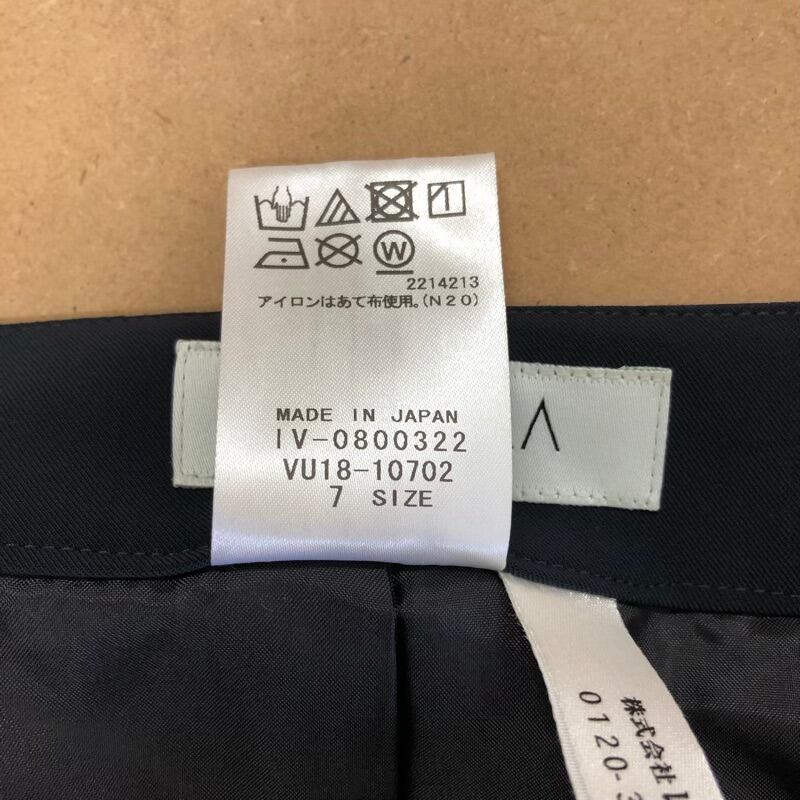 2214213
アイロンはあて布使用。(N20)
MADE IN JAPAN
IV-0800322
VU18-10702
7 SIZE
株式会社
0120-3